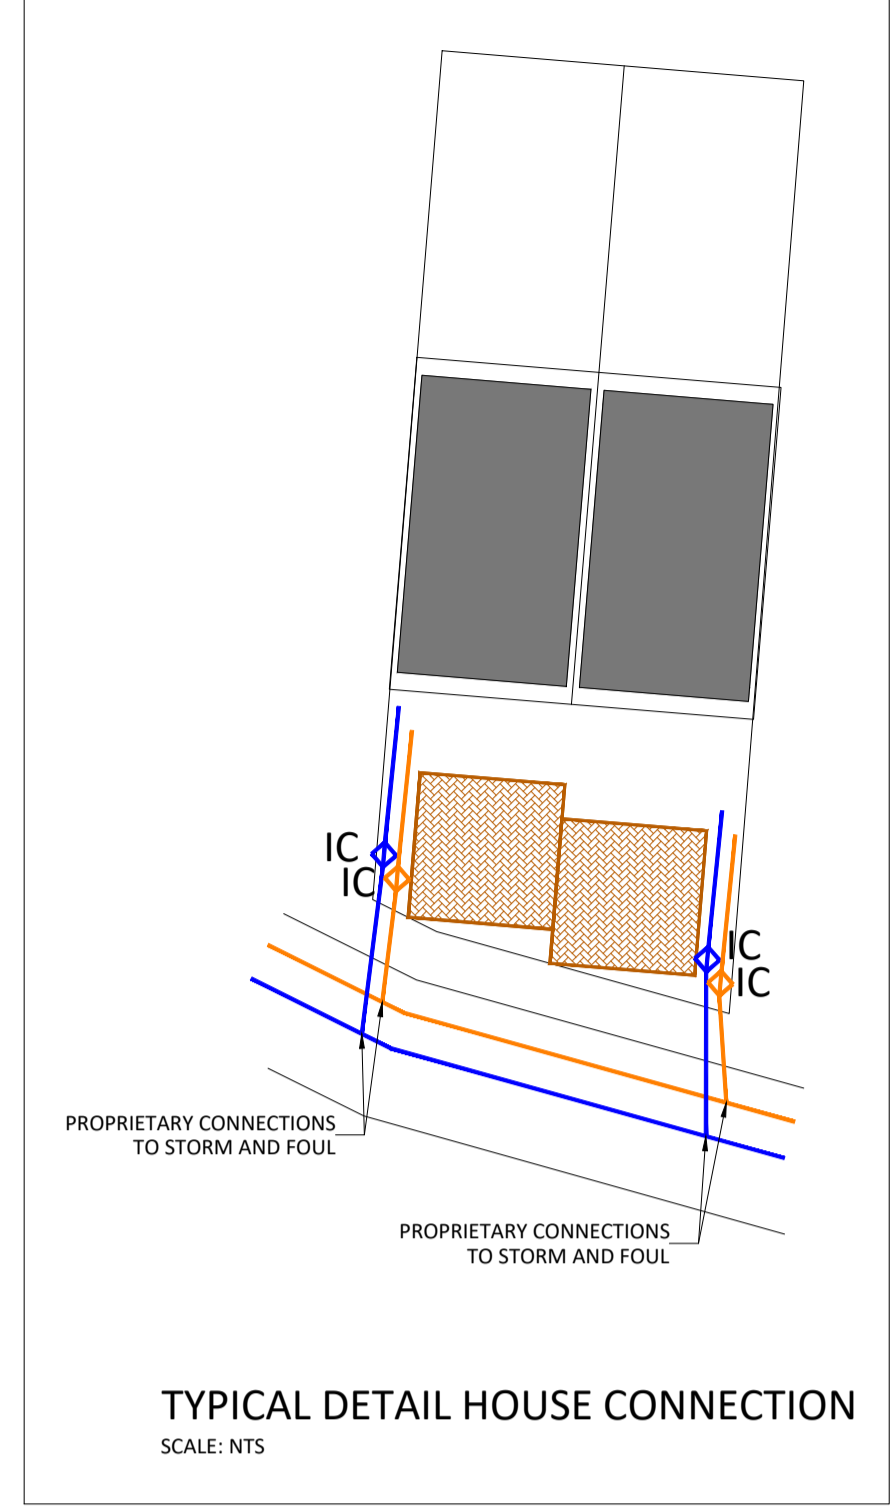 IC
IC
IC
IC
PROPRIETARY CONNECTIONS
TO STORM AND FOUL
PROPRIETARY CONNECTIONS
TO STORM AND FOUL
TYPICAL DETAIL HOUSE CONNECTION
SCALE: NTS